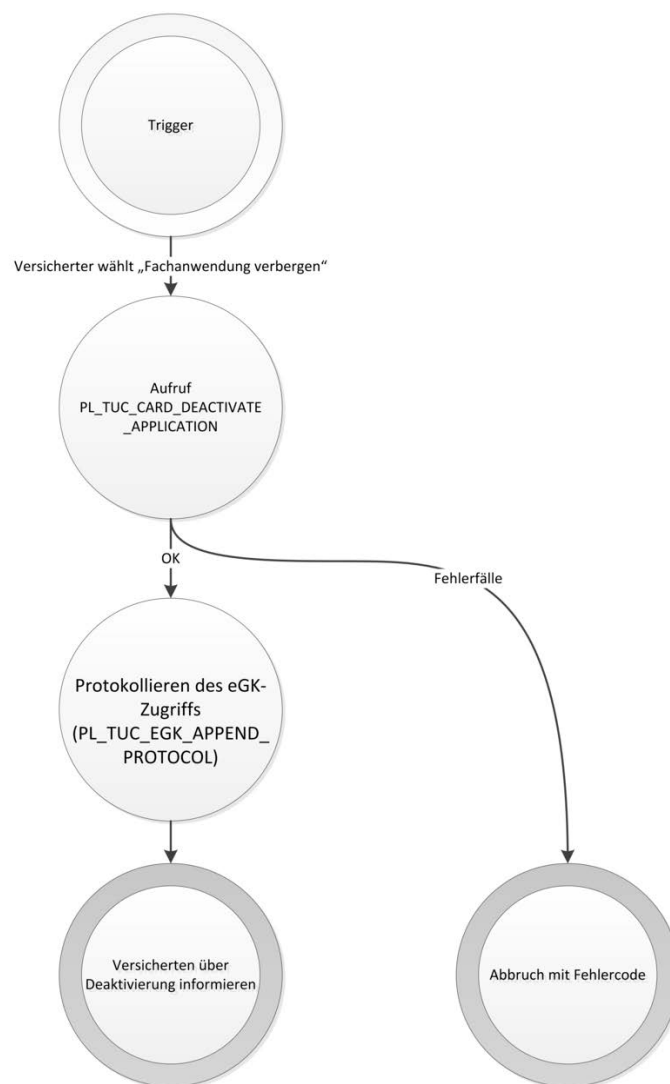 Trigger
Versicherter wählt „Fachanwendung verbergen“
Aufruf
PL_TUC_CARD_DEACTIVATE
_APPLICATION
OK
Fehlerfälle
Protokollieren des eGK-
Zugriffs
(PL_TUC_EGK_APPEND_
PROTOCOL)
Versicherten über
Deaktivierung informieren
Abbruch mit Fehlercode